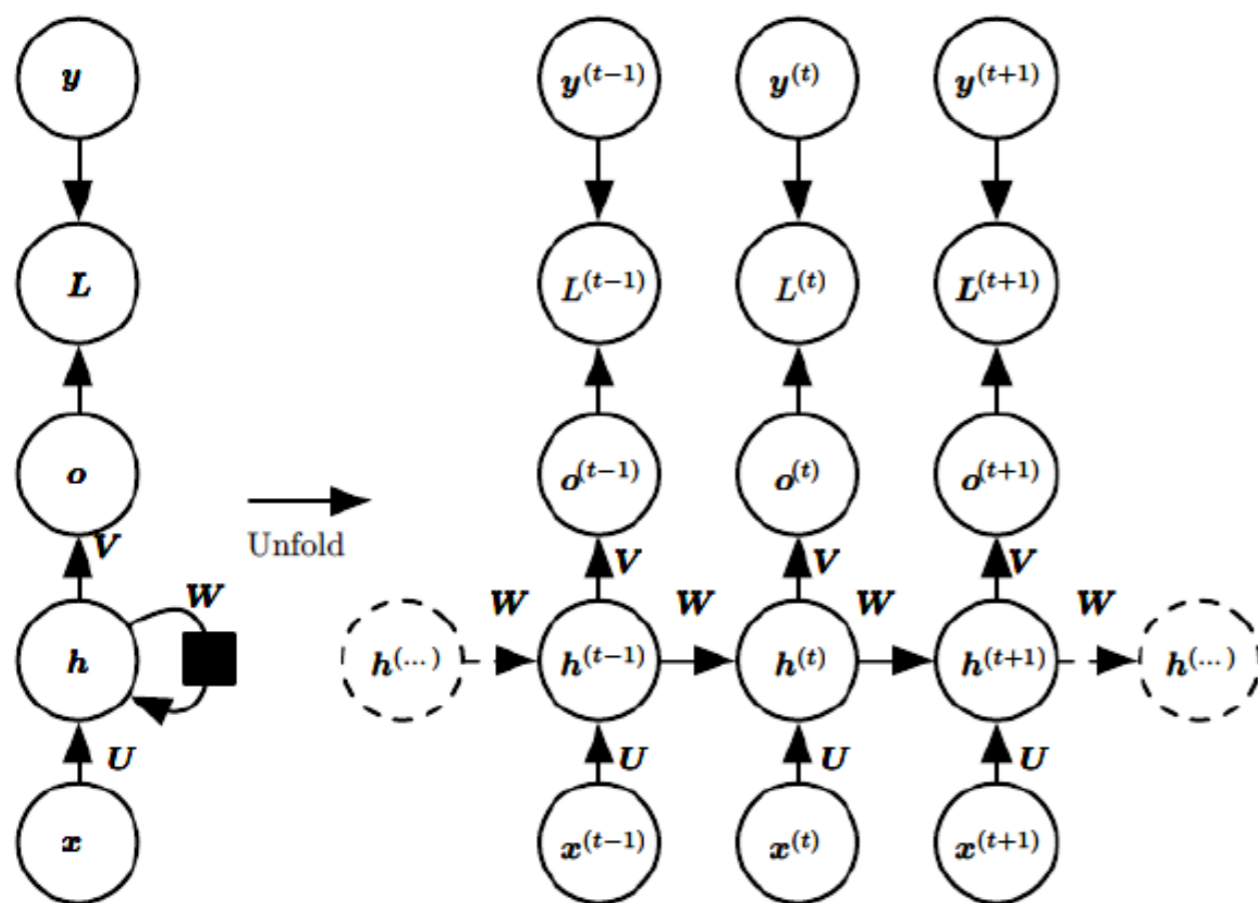 y y^(t−1) y^(t) y^(t+1)
L L^(t−1) L^(t) L^(t+1)
o o^(t−1) o^(t) o^(t+1)
Unfold
V V V V
W W W W W
h h^(...) h^(t−1) h^(t) h^(t+1) h^(...)
U U U U
x x^(t−1) x^(t) x^(t+1)